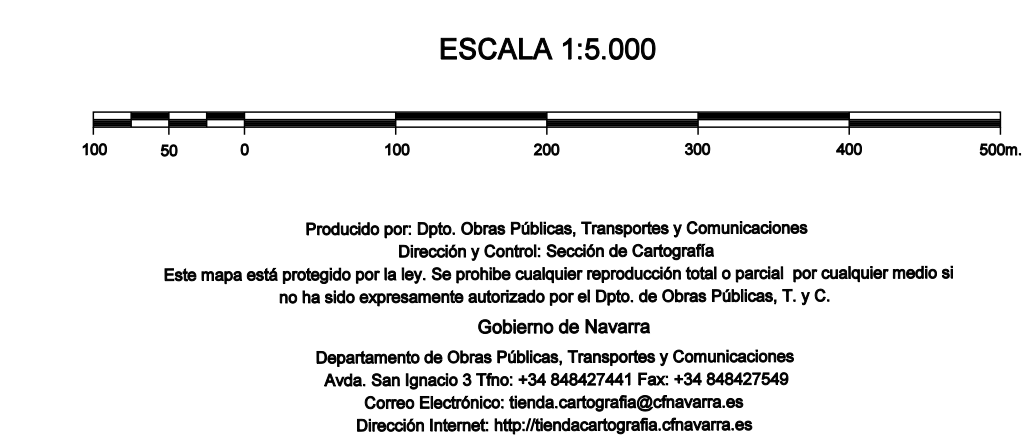 ESCALA 1:5.000
100 50 0 100 200 300 400 500m.
Producido por: Dpto. Obras Públicas, Transportes y Comunicaciones
Dirección y Control: Sección de Cartografía
Este mapa está protegido por la ley. Se prohibe cualquier reproducción total o parcial por cualquier medio si
no ha sido expresamente autorizado por el Dpto. de Obras Públicas, T. y C.
Gobierno de Navarra
Departamento de Obras Públicas, Transportes y Comunicaciones
Avda. San Ignacio 3 Tfno: +34 848427441 Fax: +34 848427549
Correo Electrónico: tienda.cartografia@cfnavarra.es
Dirección Internet: http://tiendacartografia.cfnavarra.es